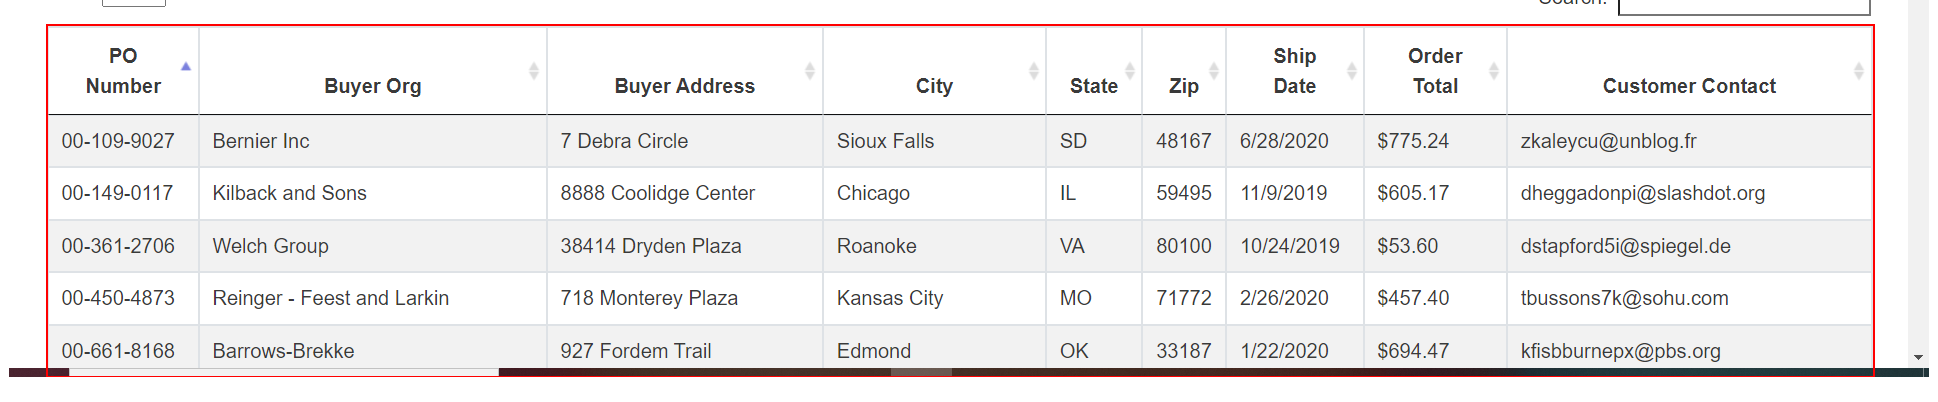 Search:
PO Number Buyer Org Buyer Address City State Zip Ship Date Order Total Customer Contact
00-109-9027 Bernier Inc 7 Debra Circle Sioux Falls SD 48167 6/28/2020 $775.24 zkaleycu@unblog.fr
00-149-0117 Kilback and Sons 8888 Coolidge Center Chicago IL 59495 11/9/2019 $605.17 dheggadonpi@slashdot.org
00-361-2706 Welch Group 38414 Dryden Plaza Roanoke VA 80100 10/24/2019 $53.60 dstapford5i@spiegel.de
00-450-4873 Reinger - Feest and Larkin 718 Monterey Plaza Kansas City MO 71772 2/26/2020 $457.40 tbussons7k@sohu.com
00-661-8168 Barrows-Brekke 927 Fordem Trail Edmond OK 33187 1/22/2020 $694.47 kfisbburnepx@pbs.org